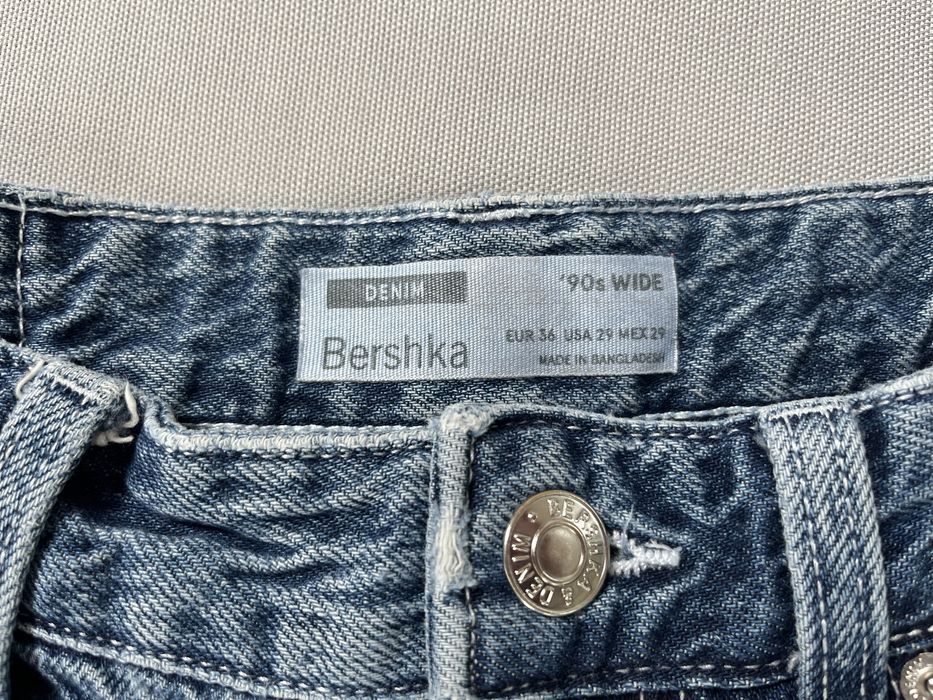 DENIM
'90s WIDE
Bershka
EUR 36 USA 29 MEX 29
MADE IN BANGLADESH
BERSHKA • DENIM •